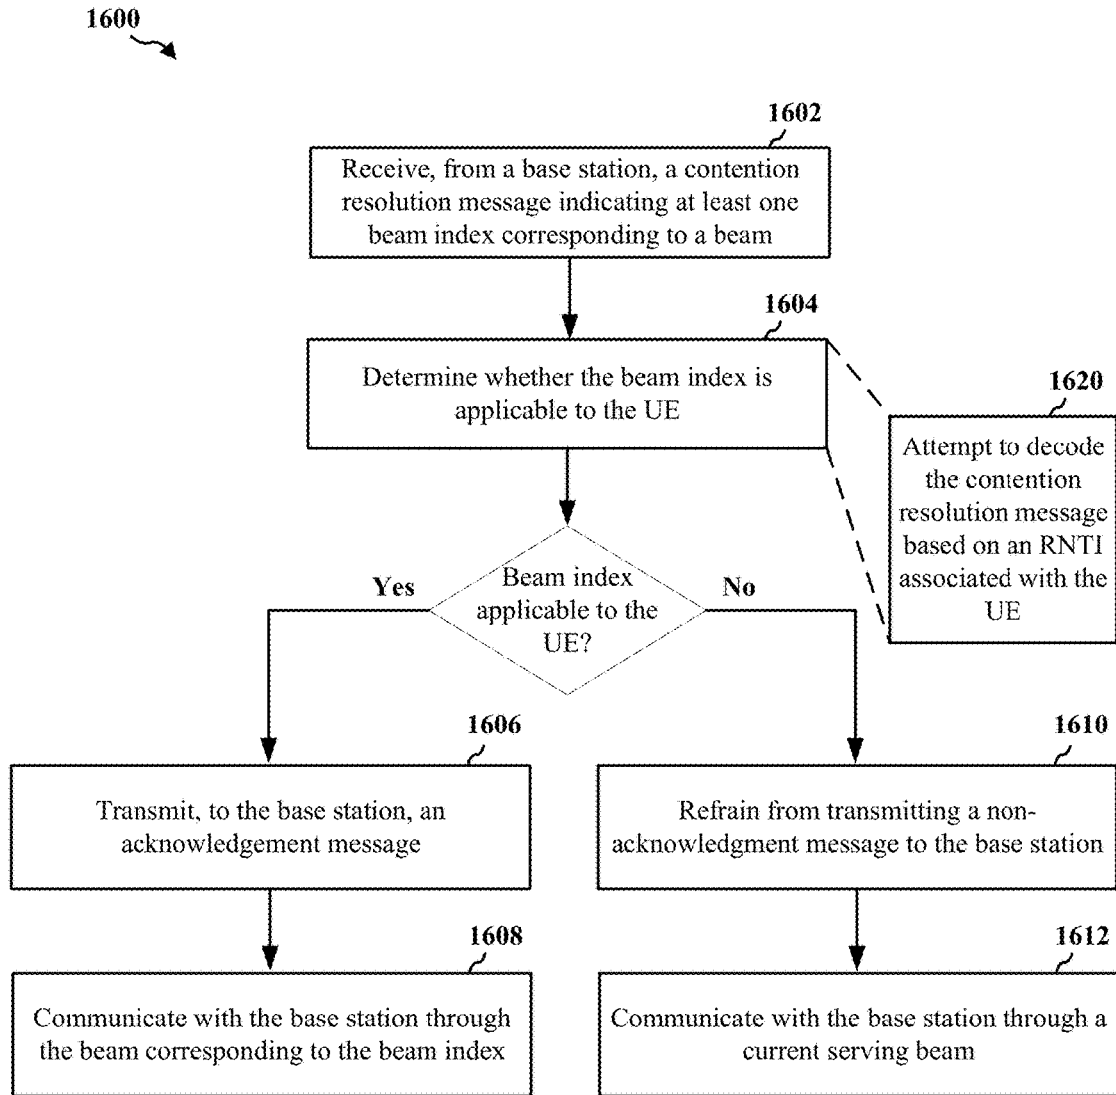 1600
1602
Receive, from a base station, a contention
resolution message indicating at least one
beam index corresponding to a beam
1604
Determine whether the beam index is
applicable to the UE
1620
Attempt to decode
the contention
resolution message
based on an RNTI
associated with the
UE
Yes
Beam index
applicable to the
UE?
No
1606
Transmit, to the base station, an
acknowledgement message
1610
Refrain from transmitting a non-
acknowledgment message to the base station
1608
Communicate with the base station through
the beam corresponding to the beam index
1612
Communicate with the base station through a
current serving beam